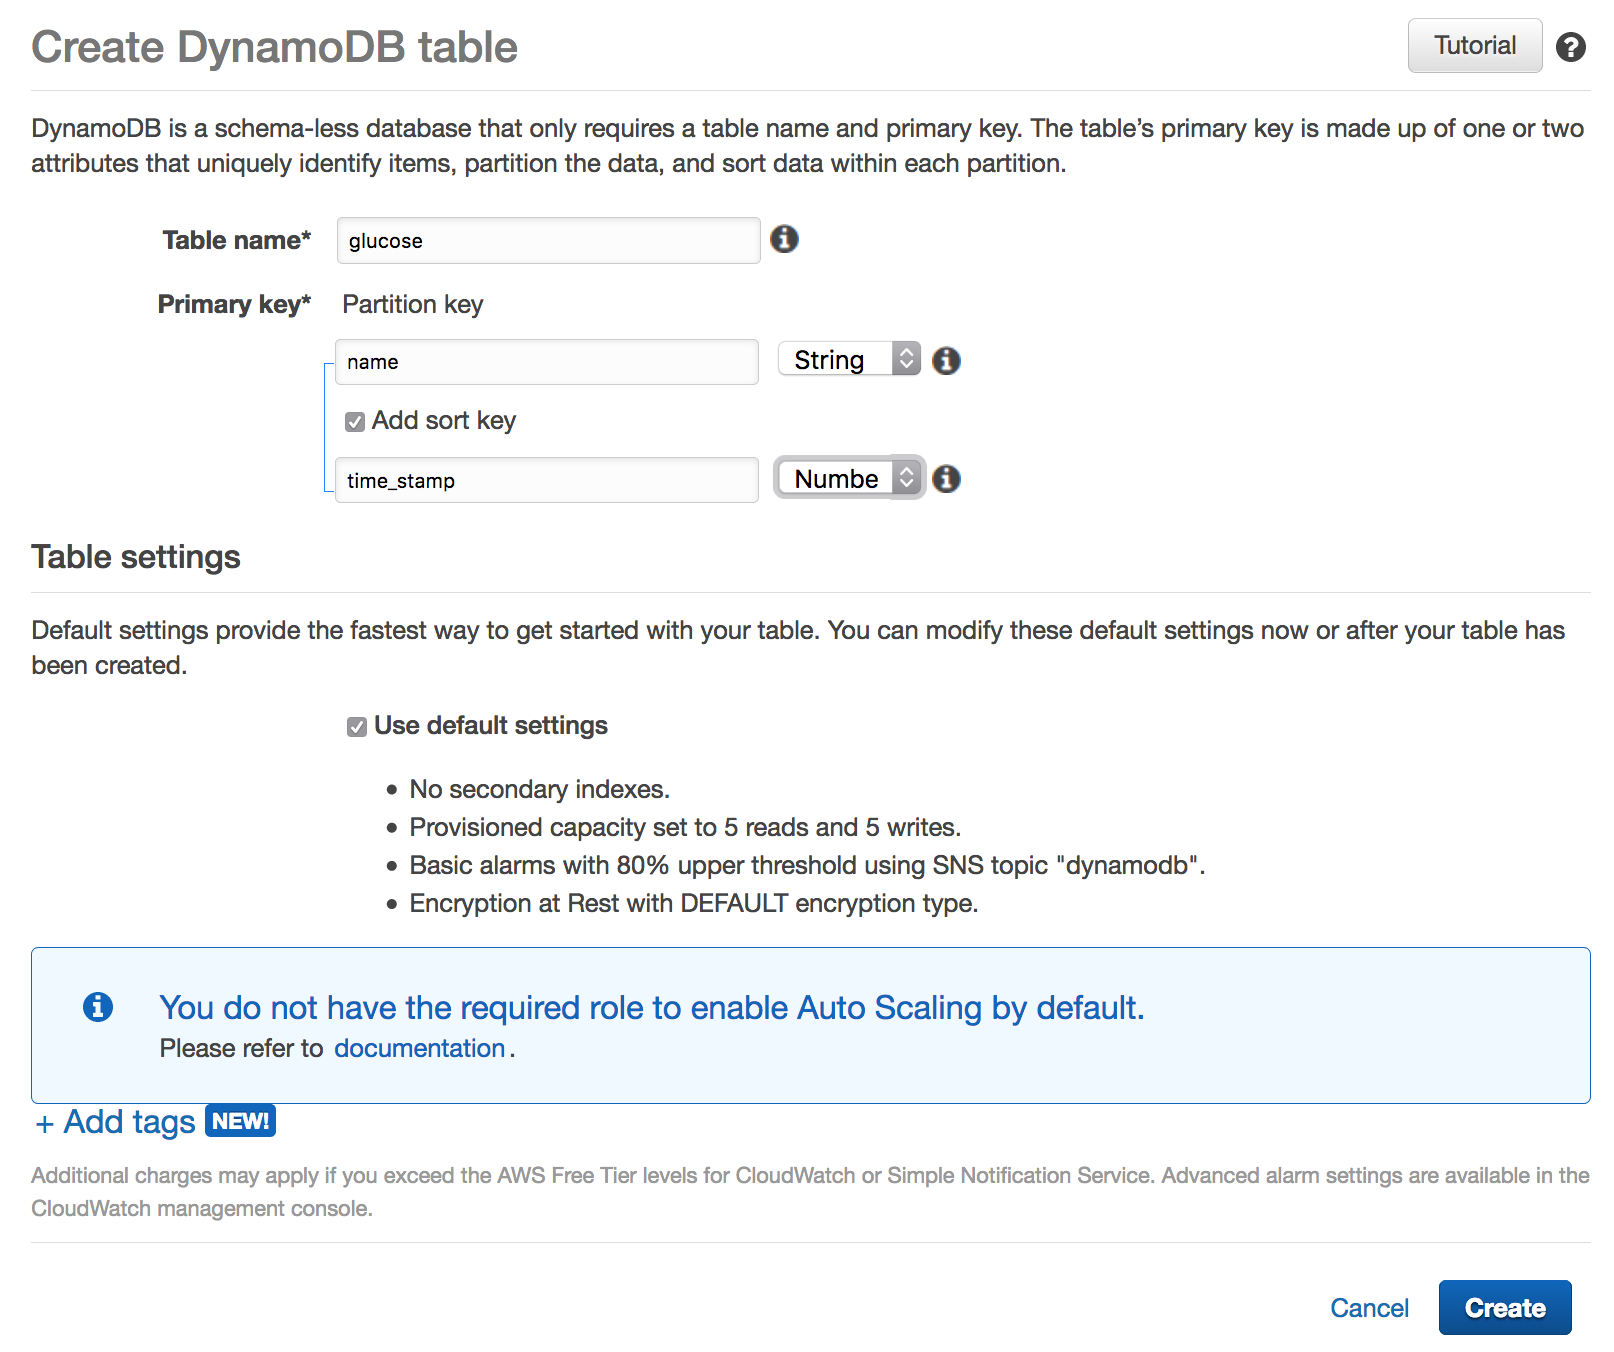 Create DynamoDB table
Tutorial
?
DynamoDB is a schema-less database that only requires a table name and primary key. The table’s primary key is made up of one or two
attributes that uniquely identify items, partition the data, and sort data within each partition.
Table name* glucose
Primary key* Partition key
name String
Add sort key
time_stamp Numbe
Table settings
Default settings provide the fastest way to get started with your table. You can modify these default settings now or after your table has
been created.
Use default settings
• No secondary indexes.
• Provisioned capacity set to 5 reads and 5 writes.
• Basic alarms with 80% upper threshold using SNS topic "dynamodb".
• Encryption at Rest with DEFAULT encryption type.
You do not have the required role to enable Auto Scaling by default.
Please refer to documentation.
+ Add tags NEW!
Additional charges may apply if you exceed the AWS Free Tier levels for CloudWatch or Simple Notification Service. Advanced alarm settings are available in the
CloudWatch management console.
Cancel Create